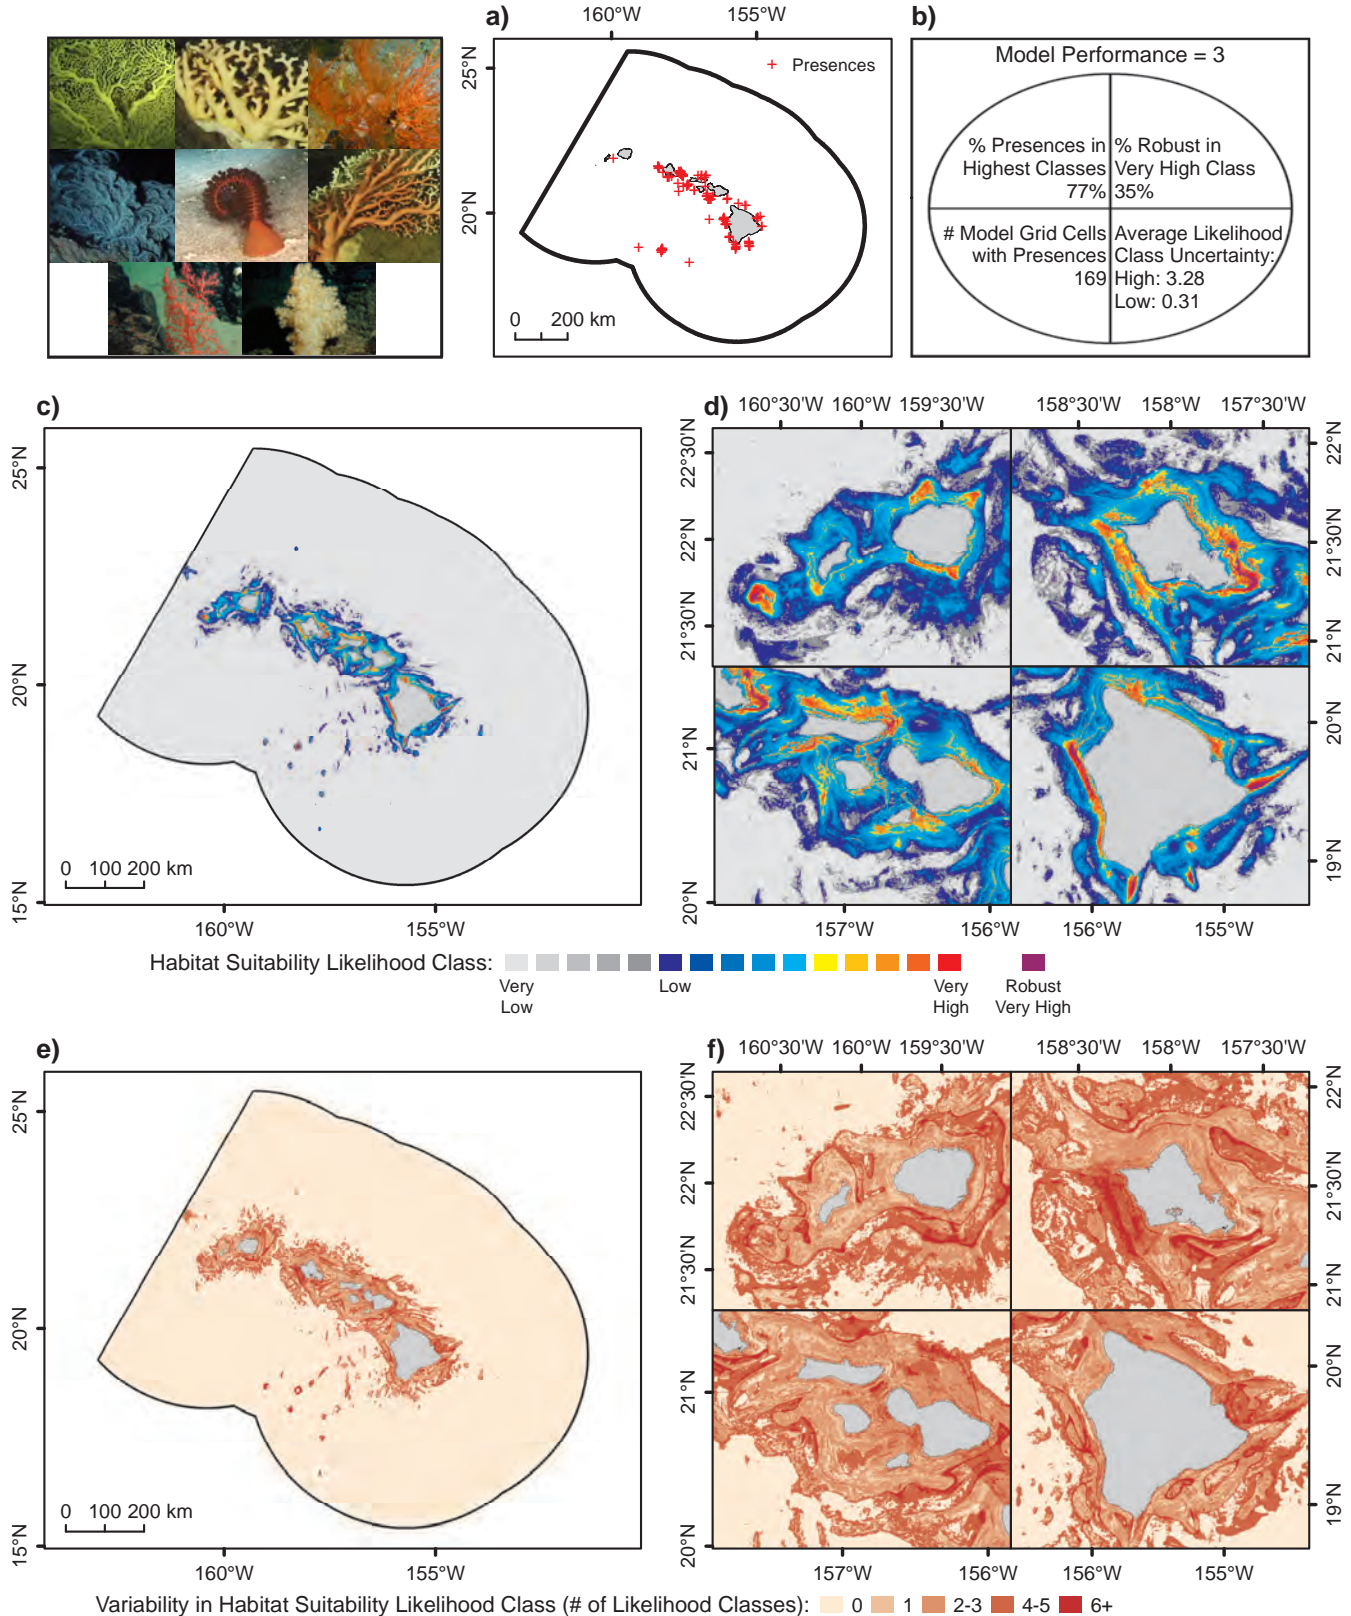 a)
160°W 155°W
25°N
20°N
+ Presences
0 200 km
b)
Model Performance = 3
% Presences in
Highest Classes
77%
% Robust in
Very High Class
35%
# Model Grid Cells
with Presences
169
Average Likelihood
Class Uncertainty:
High: 3.28
Low: 0.31
c)
25°N
20°N
15°N
0 100 200 km
160°W 155°W
d)
160°30'W 160°W 159°30'W 158°30'W 158°W 157°30'W
22°30'N
22°N
21°30'N
22°N
21°30'N
21°N
21°N
20°N
20°N
19°N
157°W 156°W 156°W 155°W
Habitat Suitability Likelihood Class:
Very
Low
Low
Very
High
Robust
Very High
e)
25°N
20°N
15°N
0 100 200 km
160°W 155°W
f)
160°30'W 160°W 159°30'W 158°30'W 158°W 157°30'W
22°30'N
22°N
21°30'N
22°N
21°30'N
21°N
21°N
20°N
20°N
19°N
157°W 156°W 156°W 155°W
Variability in Habitat Suitability Likelihood Class (# of Likelihood Classes): 0 1 2-3 4-5 6+